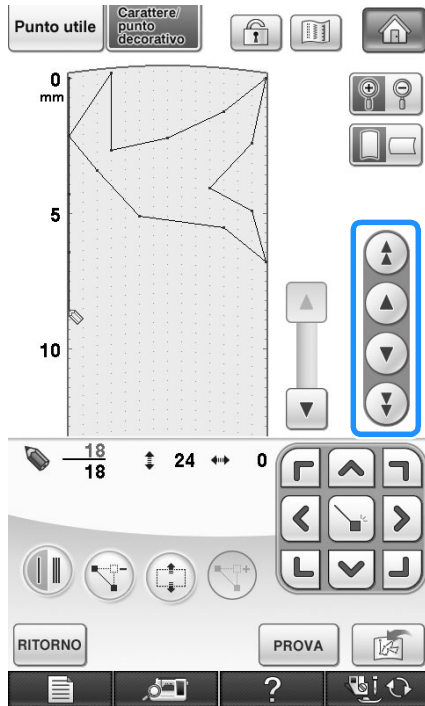 Punto utile
Carattere/
punto
decorativo
0
mm
5
10
18
18
24
0
RITORNO
PROVA
?